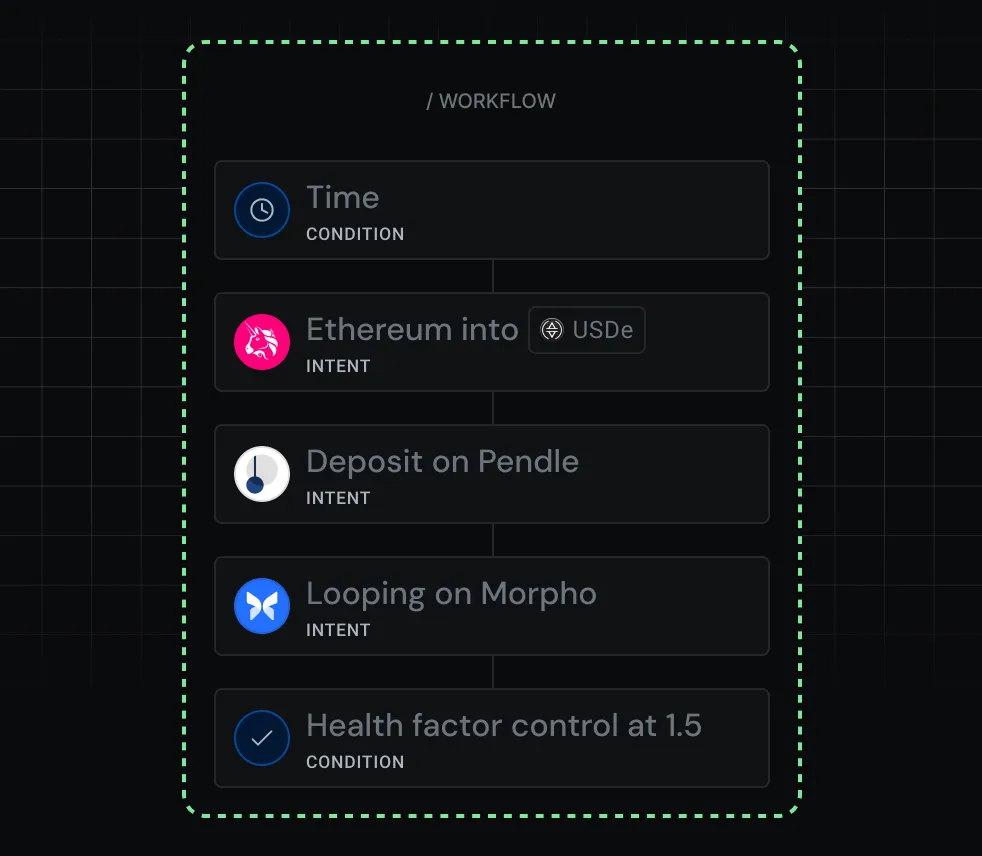 / WORKFLOW
Time
CONDITION
Ethereum into USDe
INTENT
Deposit on Pendle
INTENT
Looping on Morpho
INTENT
Health factor control at 1.5
CONDITION